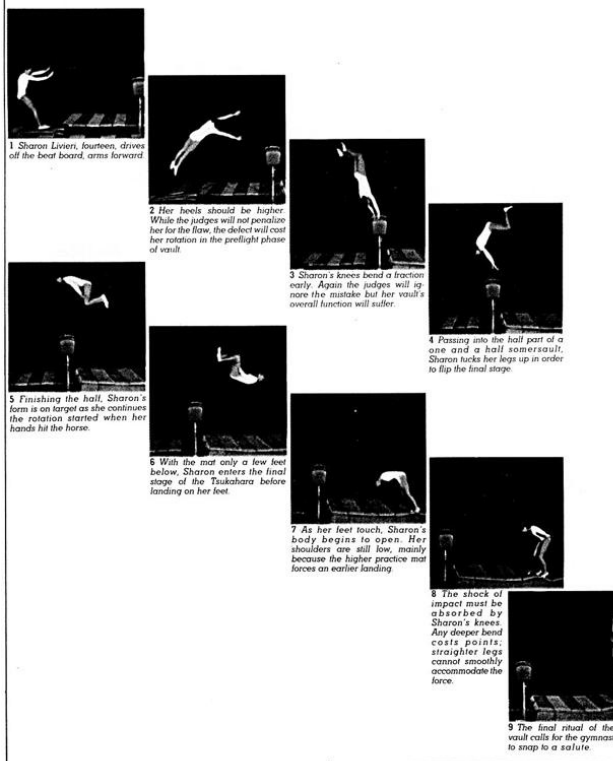 1 Sharon Livieri, fourteen, drives
off the beat board, arms forward.
2 Her heels should be higher.
While the judges will not penalize
her for the flaw, the defect will cost
her rotation in the preflight phase
of vault.
3 Sharon's knees bend a fraction
early. Again the judges will ig-
nore the mistake but her vault's
overall function will suffer.
4 Passing into the half part of a
one and a half somersault,
Sharon tucks her legs up in order
to flip the final stage.
5 Finishing the half, Sharon's
form is on target as she continues
the rotation started when her
hands hit the horse.
6 With the mat only a few feet
below, Sharon enters the final
stage of the Tsukahara before
landing on her feet.
7 As her feet touch, Sharon's
body begins to open. Her
shoulders are still low, mainly
because the higher practice mat
forces an earlier landing.
8 The shock of
impact must be
absorbed by
Sharon's knees.
Any deeper bend
costs points;
straighter legs
cannot smoothly
accommodate the
force.
9 The final ritual of the
vault calls for the gymnast
to snap to a salute.